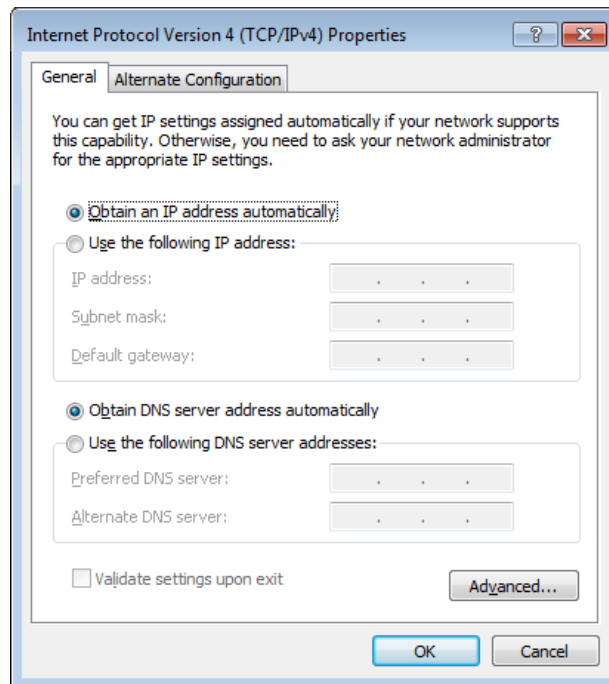 Internet Protocol Version 4 (TCP/IPv4) Properties
General
Alternate Configuration
You can get IP settings assigned automatically if your network supports
this capability. Otherwise, you need to ask your network administrator
for the appropriate IP settings.
Obtain an IP address automatically
Use the following IP address:
IP address:
Subnet mask:
Default gateway:
Obtain DNS server address automatically
Use the following DNS server addresses:
Preferred DNS server:
Alternate DNS server:
Validate settings upon exit
Advanced...
OK
Cancel